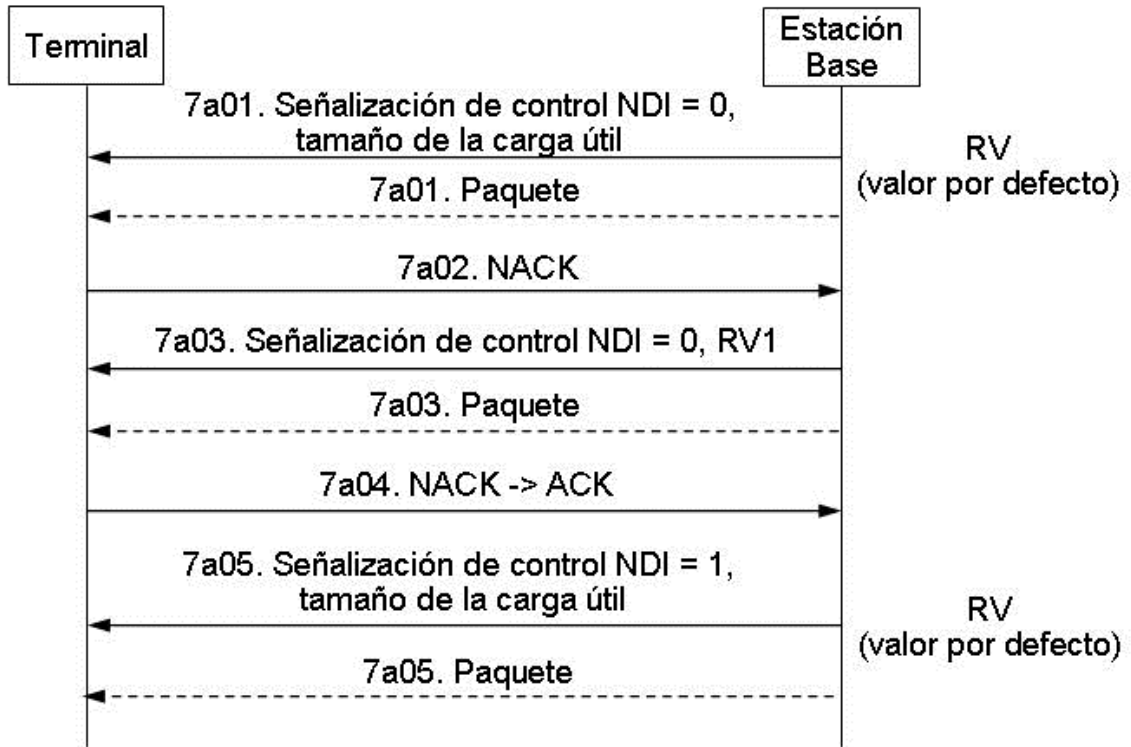 Terminal
Estación
Base
7a01. Señalización de control NDI = 0,
tamaño de la carga útil
RV
(valor por defecto)
7a01. Paquete
7a02. NACK
7a03. Señalización de control NDI = 0, RV1
7a03. Paquete
7a04. NACK -> ACK
7a05. Señalización de control NDI = 1,
tamaño de la carga útil
RV
(valor por defecto)
7a05. Paquete